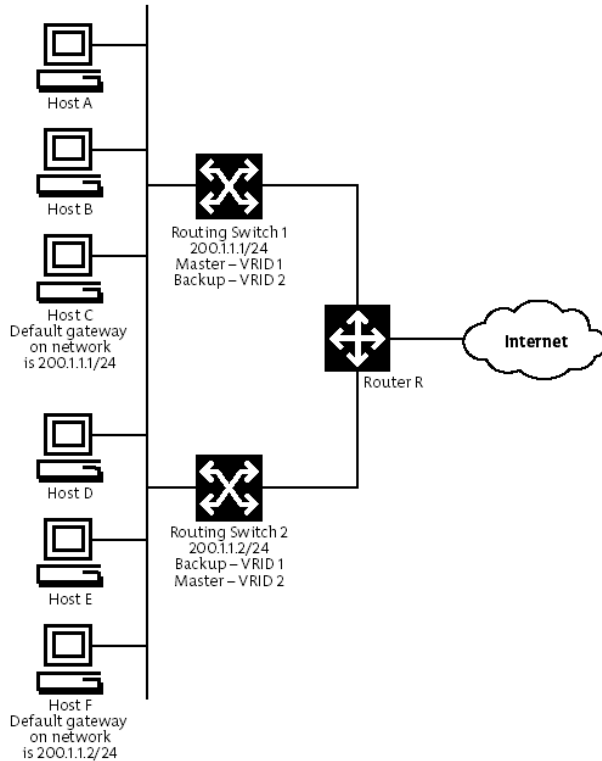 Host A
Host B
Routing Switch 1
200.1.1.1/24
Master – VRID 1
Backup – VRID 2
Host C
Default gateway
on network
is 200.1.1.1/24
Internet
Router R
Host D
Routing Switch 2
200.1.1.2/24
Backup – VRID 1
Master – VRID 2
Host E
Host F
Default gateway
on network
is 200.1.1.2/24